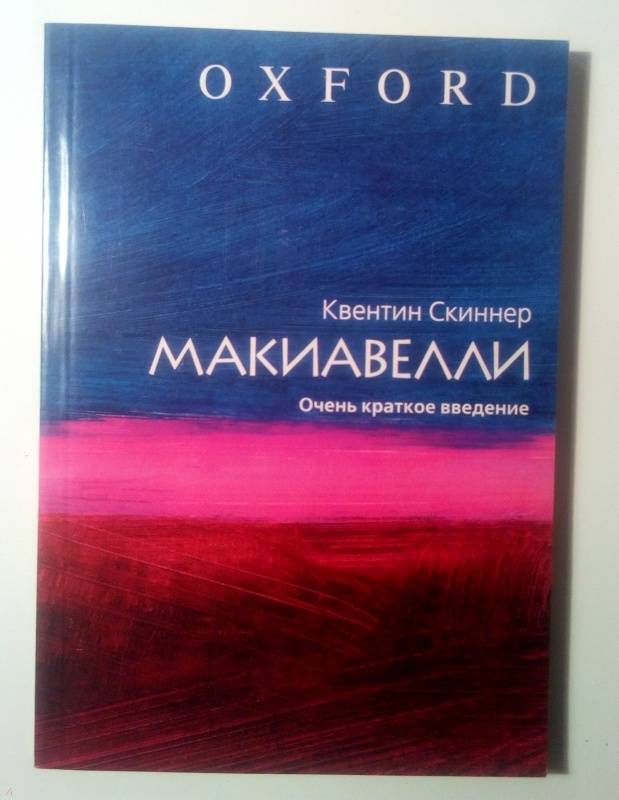 OXFORD
Квентин Скиннер
МАКИАВЕЛЛИ
Очень краткое введение